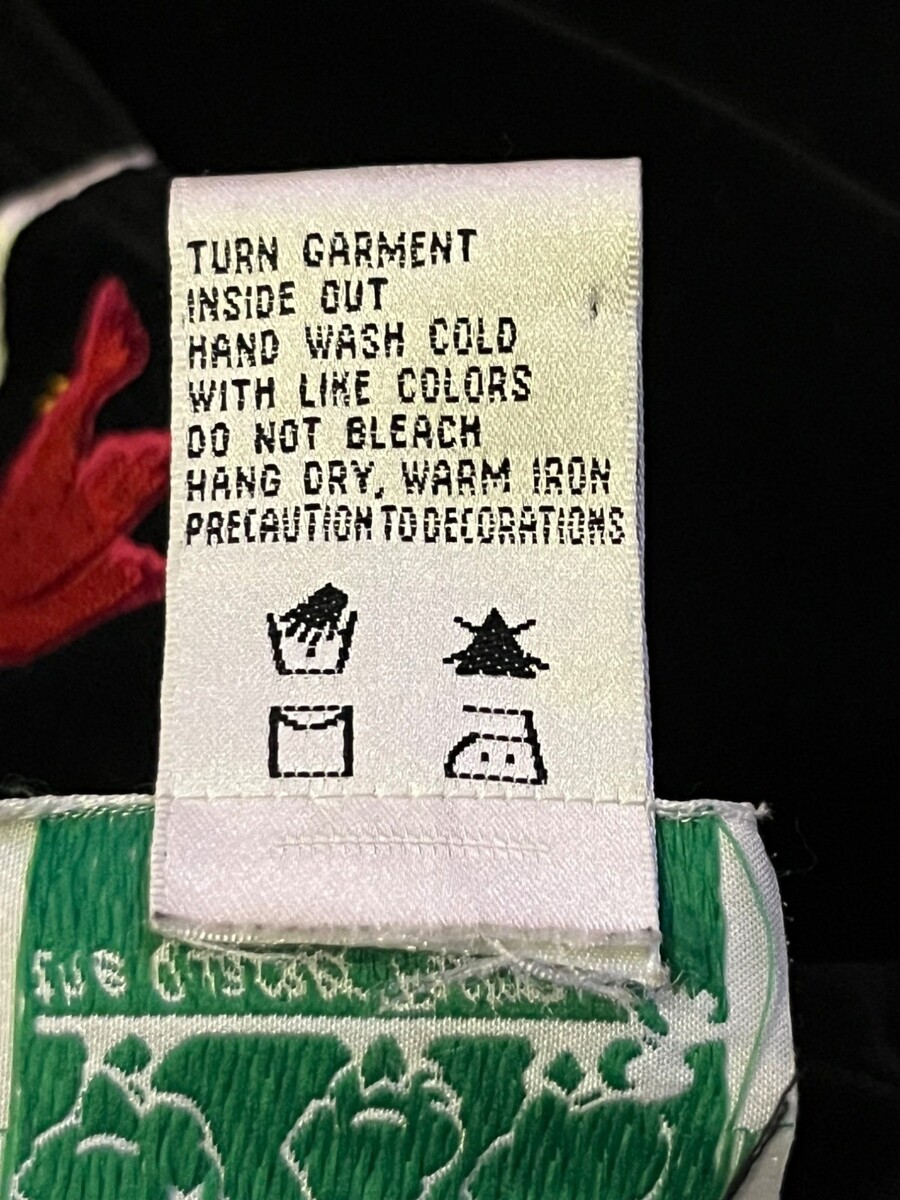 TURN GARMENT
INSIDE OUT
HAND WASH COLD
WITH LIKE COLORS
DO NOT BLEACH
HANG DRY, WARM IRON
PRECAUTION TO DECORATIONS